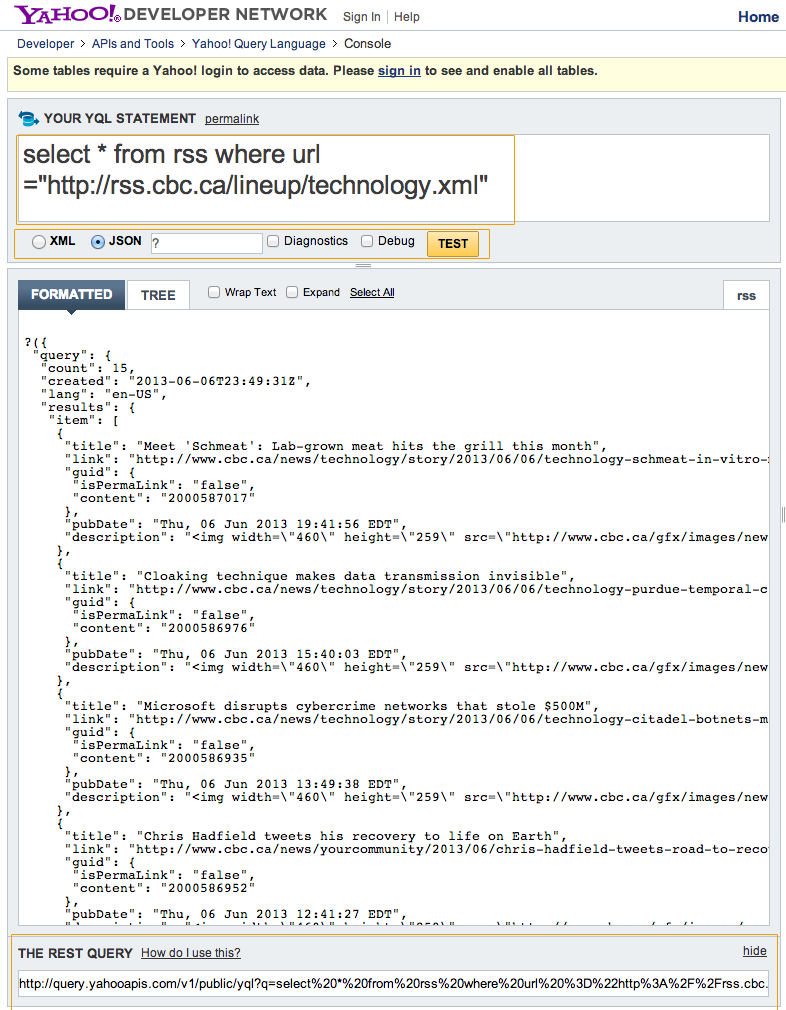 YAHOO!® DEVELOPER NETWORK Sign In | Help Home
Developer > APIs and Tools > Yahoo! Query Language > Console
Some tables require a Yahoo! login to access data. Please sign in to see and enable all tables.
YOUR YQL STATEMENT permalink
select * from rss where url
="http://rss.cbc.ca/lineup/technology.xml"
XML JSON ? Diagnostics Debug TEST
FORMATTED TREE Wrap Text Expand Select All rss
?({
"query": {
"count": 15,
"created": "2013-06-06T23:49:31Z",
"lang": "en-US",
"results": {
"item": [
{
"title": "Meet 'Schmeat': Lab-grown meat hits the grill this month",
"link": "http://www.cbc.ca/news/technology/story/2013/06/06/technology-schmeat-in-vitro-
"guid": {
"isPermaLink": "false",
"content": "2000587017"
},
"pubDate": "Thu, 06 Jun 2013 19:41:56 EDT",
"description": "<img width=\"460\" height=\"259\" src=\"http://www.cbc.ca/gfx/images/new
},
{
"title": "Cloaking technique makes data transmission invisible",
"link": "http://www.cbc.ca/news/technology/story/2013/06/06/technology-purdue-temporal-c
"guid": {
"isPermaLink": "false",
"content": "2000586976"
},
"pubDate": "Thu, 06 Jun 2013 15:40:03 EDT",
"description": "<img width=\"460\" height=\"259\" src=\"http://www.cbc.ca/gfx/images/new
},
{
"title": "Microsoft disrupts cybercrime networks that stole $500M",
"link": "http://www.cbc.ca/news/technology/story/2013/06/06/technology-citadel-botnets-m
"guid": {
"isPermaLink": "false",
"content": "2000586935"
},
"pubDate": "Thu, 06 Jun 2013 13:49:38 EDT",
"description": "<img width=\"460\" height=\"259\" src=\"http://www.cbc.ca/gfx/images/new
},
{
"title": "Chris Hadfield tweets his recovery to life on Earth",
"link": "http://www.cbc.ca/news/yourcommunity/2013/06/chris-hadfield-tweets-road-to-reco
"guid": {
"isPermaLink": "false",
"content": "2000586952"
},
"pubDate": "Thu, 06 Jun 2013 12:41:27 EDT",
THE REST QUERY How do I use this? hide
http://query.yahooapis.com/v1/public/yql?q=select%20*%20from%20rss%20where%20url%20%3D%22http%3A%2F%2Frss.cbc.